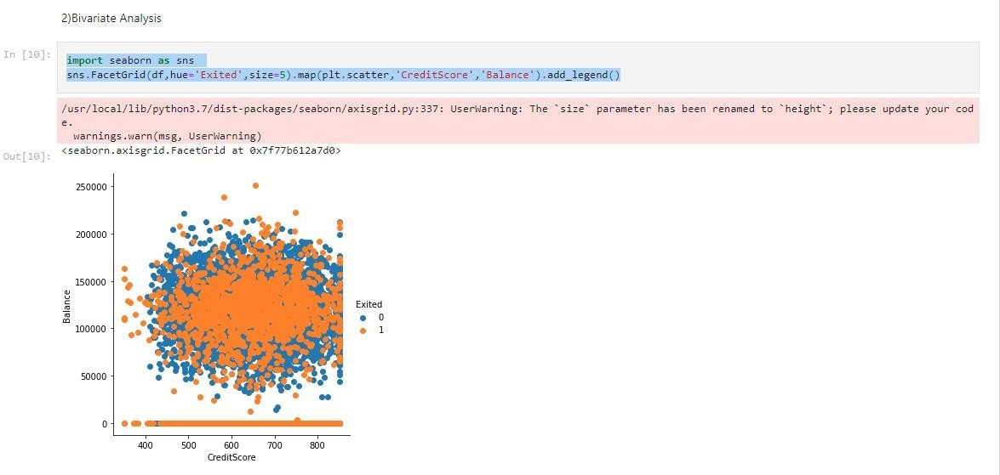 2)Bivariate Analysis
In [10]:
import seaborn as sns
sns.FacetGrid(df,hue='Exited',size=5).map(plt.scatter,'CreditScore','Balance').add_legend()
/usr/local/lib/python3.7/dist-packages/seaborn/axisgrid.py:337: UserWarning: The `size` parameter has been renamed to `height`; please update your cod
e.
warnings.warn(msg, UserWarning)
Out[10]:
<seaborn.axisgrid.FacetGrid at 0x7f77b612a7d0>
250000
200000
150000
100000
50000
0
Balance
Exited
0
1
400 500 600 700 800
CreditScore